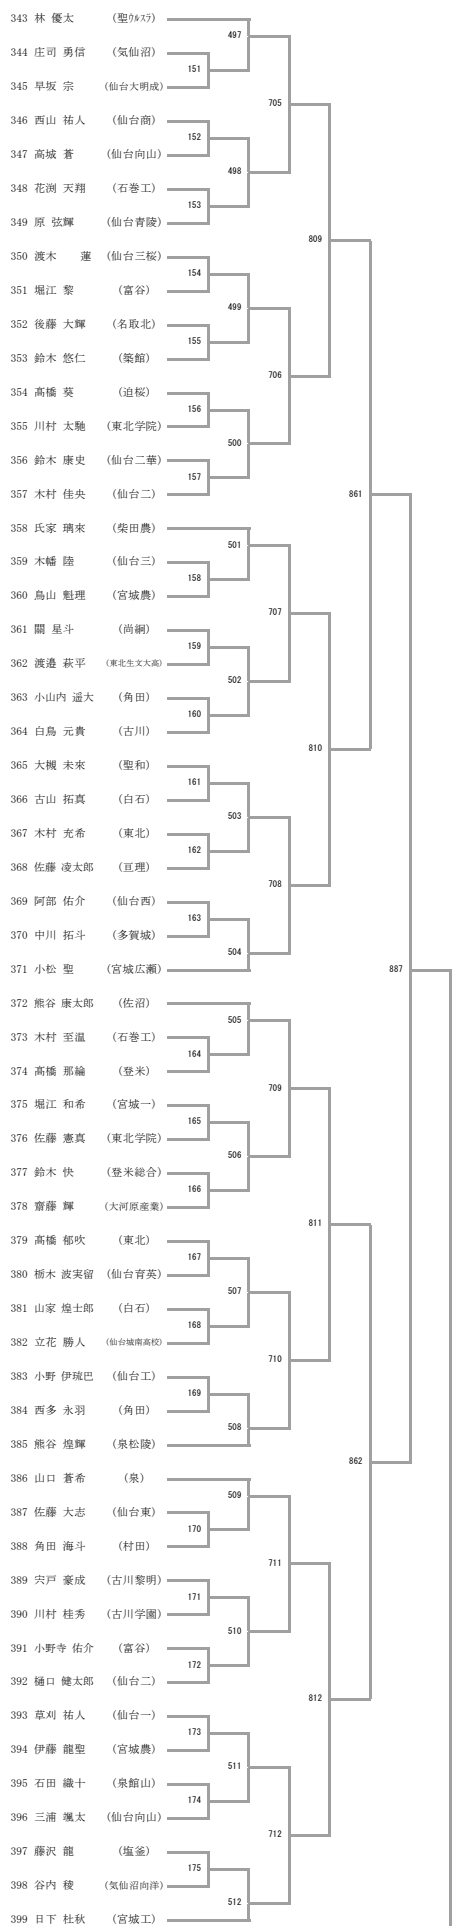 343 林 優太 (聖ウルスラ)
497
344 庄司 勇信 (気仙沼)
151
345 早坂 宗 (仙台大明成)
705
346 西山 祐人 (仙台商)
152
347 高城 蒼 (仙台向山)
498
348 花渕 天翔 (石巻工)
153
349 原 弦輝 (仙台青陵)
809
350 渡木 蓮 (仙台三桜)
154
351 堀江 黎 (富谷)
499
352 後藤 大輝 (名取北)
155
353 鈴木 悠仁 (築館)
706
354 髙橋 葵 (迫桜)
156
355 川村 太馳 (東北学院)
500
356 鈴木 康史 (仙台二華)
157
357 木村 佳央 (仙台二)
861
358 氏家 璃來 (柴田農)
501
359 木幡 陸 (仙台三)
158
360 鳥山 魁理 (宮城農)
707
361 關 星斗 (尚絅)
159
362 渡邉 萩平 (東北生文大高)
502
363 小山内 遥大 (角田)
160
364 白鳥 元貴 (古川)
810
365 大槻 未來 (聖和)
161
366 古山 拓真 (白石)
503
367 木村 充希 (東北)
162
368 佐藤 凌太郎 (亘理)
708
369 阿部 佑介 (仙台西)
163
370 中川 拓斗 (多賀城)
504
371 小松 聖 (宮城広瀬)
887
372 熊谷 康太郎 (佐沼)
505
373 木村 至温 (石巻工)
164
374 髙橋 那綸 (登米)
709
375 堀江 和希 (宮城一)
165
376 佐藤 憲真 (東北学院)
506
377 鈴木 快 (登米総合)
166
378 齋藤 輝 (大河原産業)
811
379 髙橋 郁吹 (東北)
167
380 栃木 波実留 (仙台育英)
507
381 山家 煌士郎 (白石)
168
382 立花 勝人 (仙台城南高校)
710
383 小野 伊琉巴 (仙台工)
169
384 西多 永羽 (角田)
508
385 熊谷 煌輝 (泉松陵)
862
386 山口 蒼希 (泉)
509
387 佐藤 大志 (仙台東)
170
388 角田 海斗 (村田)
711
389 宍戸 豪成 (古川黎明)
171
390 川村 桂秀 (古川学園)
510
391 小野寺 佑介 (富谷)
172
392 樋口 健太郎 (仙台二)
812
393 草刈 祐人 (仙台一)
173
394 伊藤 龍聖 (宮城農)
511
395 石田 織十 (泉館山)
174
396 三浦 颯太 (仙台向山)
712
397 藤沢 龍 (塩釜)
175
398 谷内 稜 (気仙沼向洋)
512
399 日下 杜秋 (宮城工)